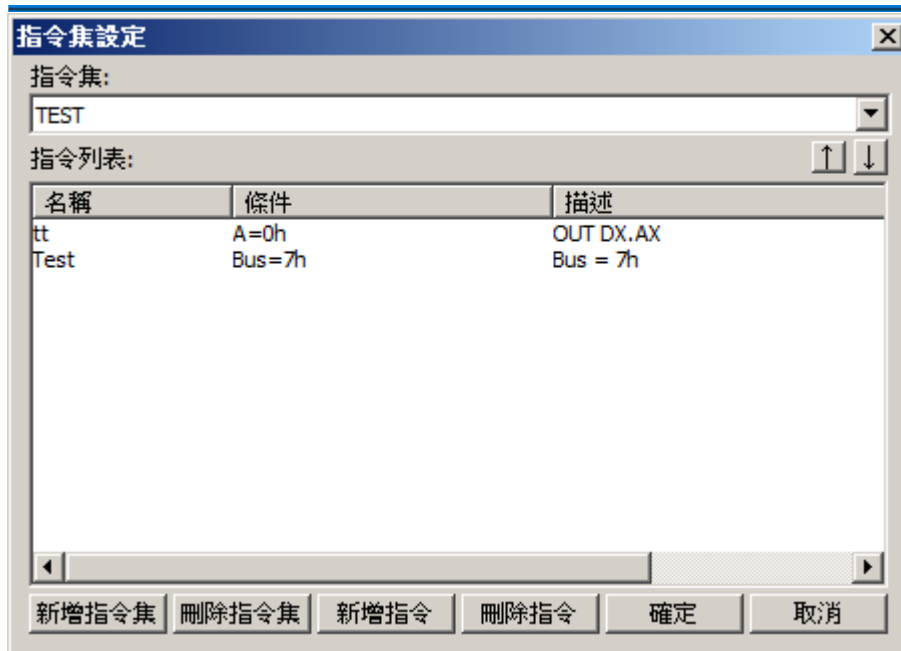 指令集設定
指令集:
TEST
指令列表: ↑ ↓
名稱 條件 描述
tt A=0h OUT DX.AX
Test Bus=7h Bus = 7h
新增指令集 刪除指令集 新增指令 刪除指令 確定 取消